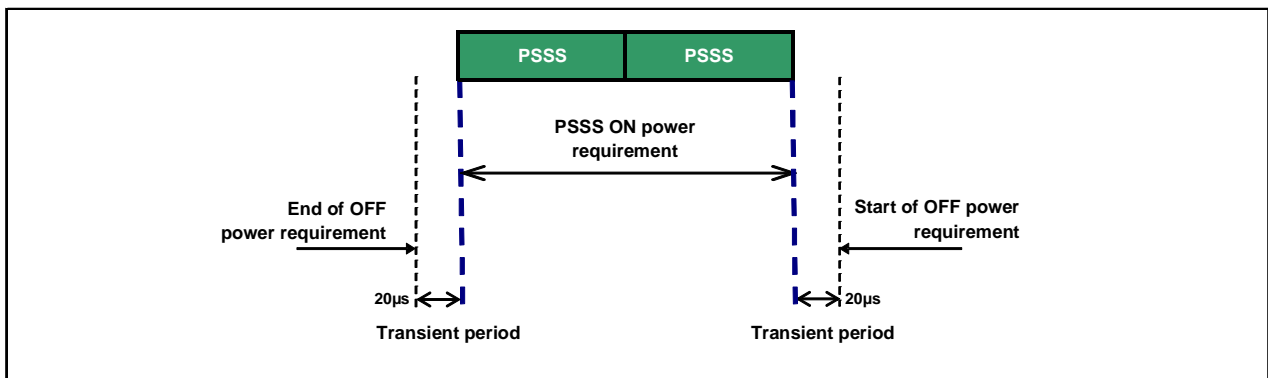 PSSS PSSS
PSSS ON power
requirement
End of OFF
power requirement
Start of OFF power
requirement
20µs
20µs
Transient period
Transient period